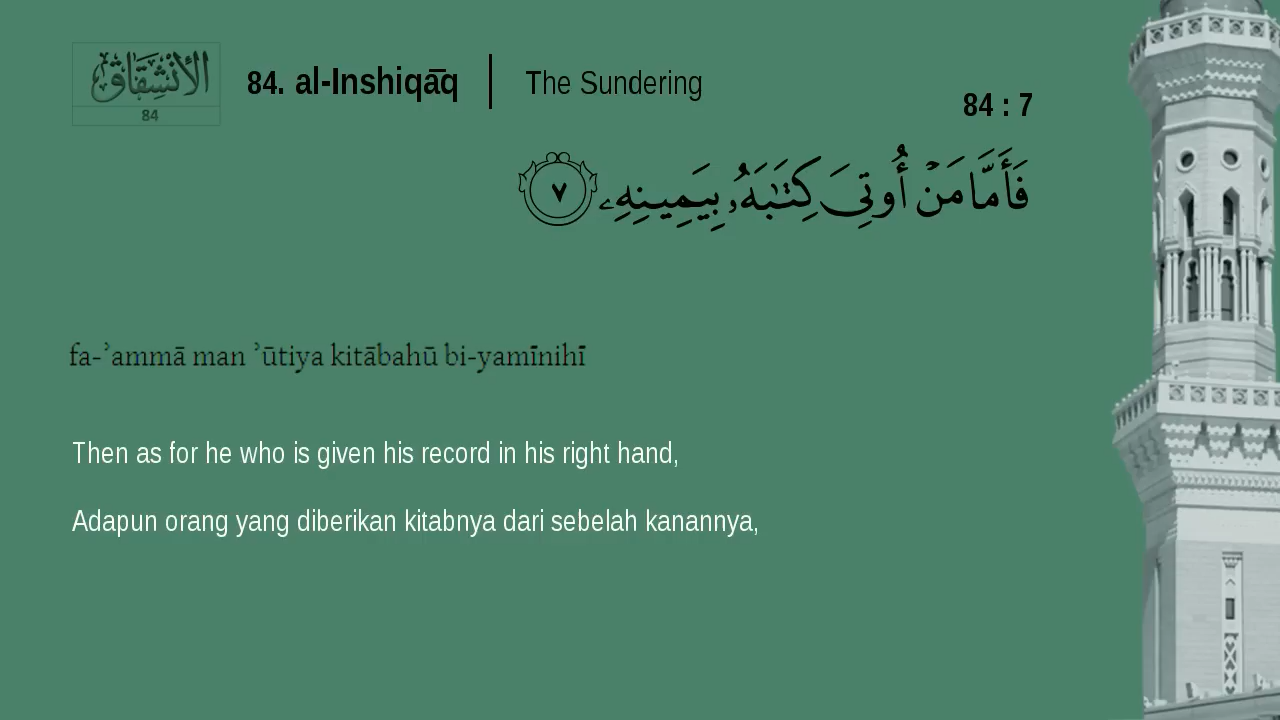 الانشقاق
84
84. al-Inshiqāq
The Sundering
84 : 7
فَأَمَّا مَنۡ أُوتِيَ كِتَٰبَهُۥ بِيَمِينِهِۦ ٧
fa-ʾammā man ʾūtiya kitābahū bi-yamīnihī
Then as for he who is given his record in his right hand,
Adapun orang yang diberikan kitabnya dari sebelah kanannya,